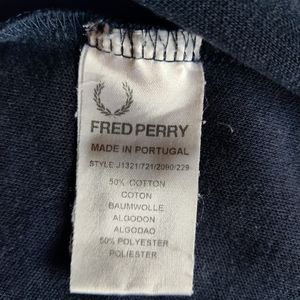 FRED PERRY
MADE IN PORTUGAL
STYLE J1321/721/2090/229
50% COTTON
COTON
BAUMWOLLE
ALGODON
ALGODAO
50% POLYESTER
POLIESTER